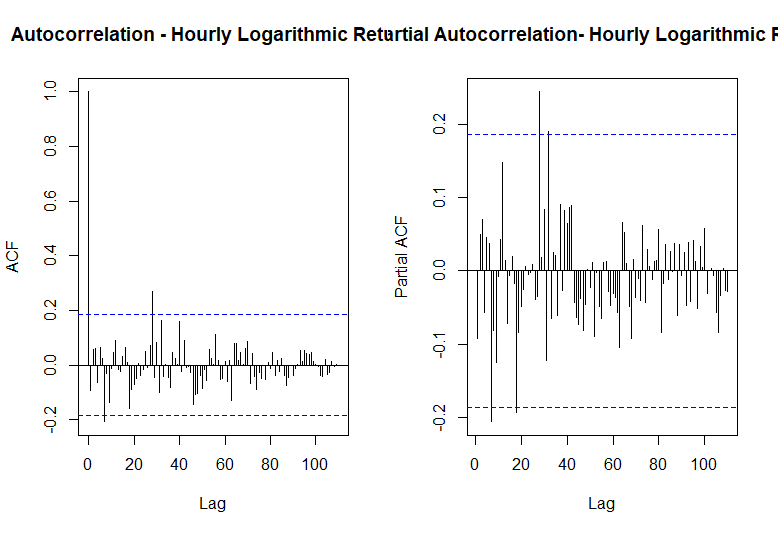 Autocorrelation - Hourly Logarithmic Retu
rtial Autocorrelation- Hourly Logarithmic R
ACF
-0.2 0.0 0.2 0.4 0.6 0.8 1.0
0 20 40 60 80 100
Lag
Partial ACF
-0.2 -0.1 0.0 0.1 0.2
0 20 40 60 80 100
Lag